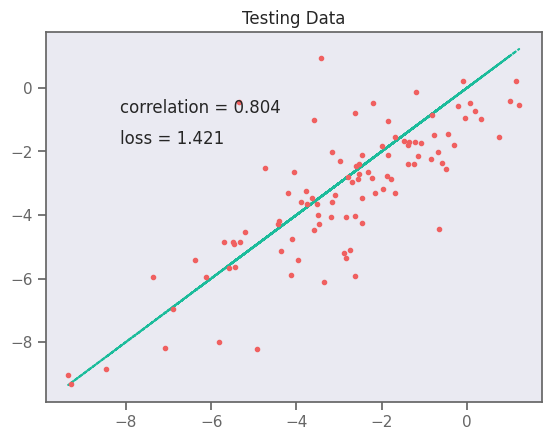 Testing Data
0
correlation = 0.804
loss = 1.421
−2
−4
−6
−8
−8 −6 −4 −2 0